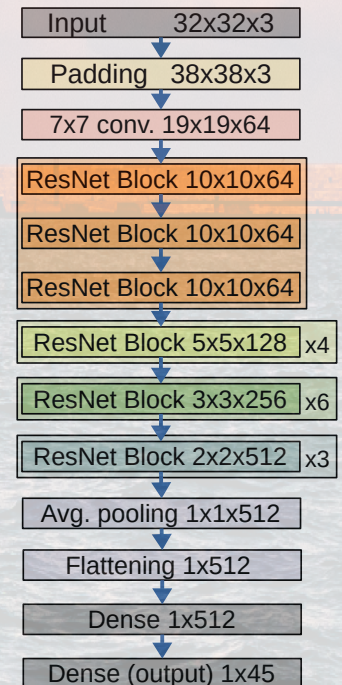 Input 32x32x3
Padding 38x38x3
7x7 conv. 19x19x64
ResNet Block 10x10x64
ResNet Block 10x10x64
ResNet Block 10x10x64
ResNet Block 5x5x128 x4
ResNet Block 3x3x256 x6
ResNet Block 2x2x512 x3
Avg. pooling 1x1x512
Flattening 1x512
Dense 1x512
Dense (output) 1x45